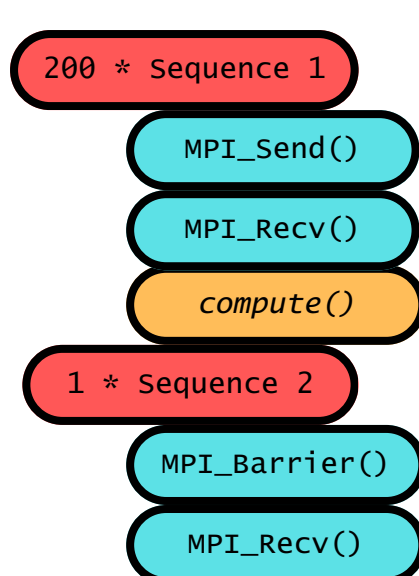 200 * Sequence 1
MPI_Send()
MPI_Recv()
compute()
1 * Sequence 2
MPI_Barrier()
MPI_Recv()